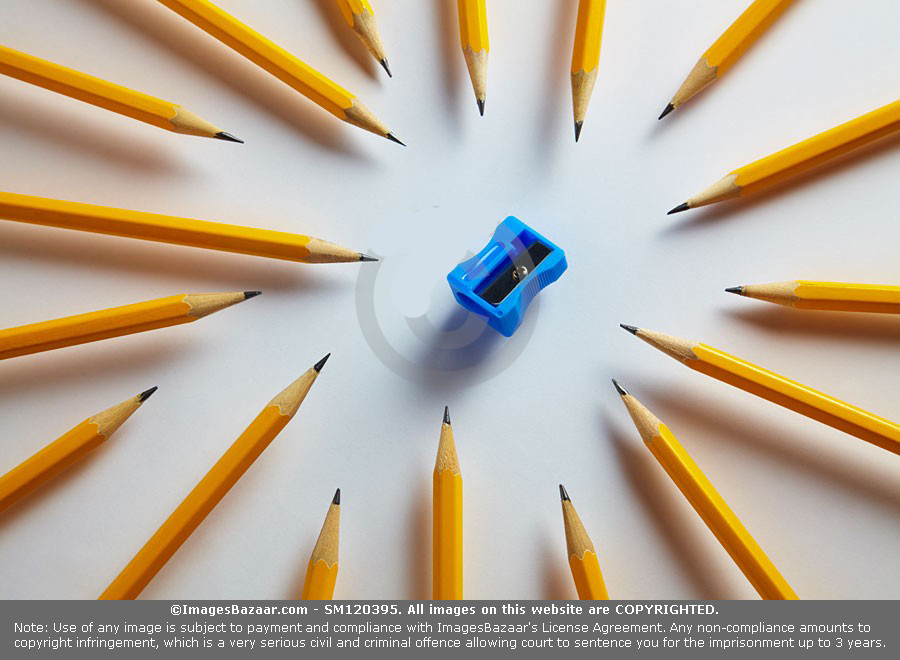 ©ImagesBazaar.com - SM120395. All images on this website are COPYRIGHTED.
Note: Use of any image is subject to payment and compliance with ImagesBazaar's License Agreement. Any non-compliance amounts to
copyright infringement, which is a very serious civil and criminal offence allowing court to sentence you for the imprisonment up to 3 years.